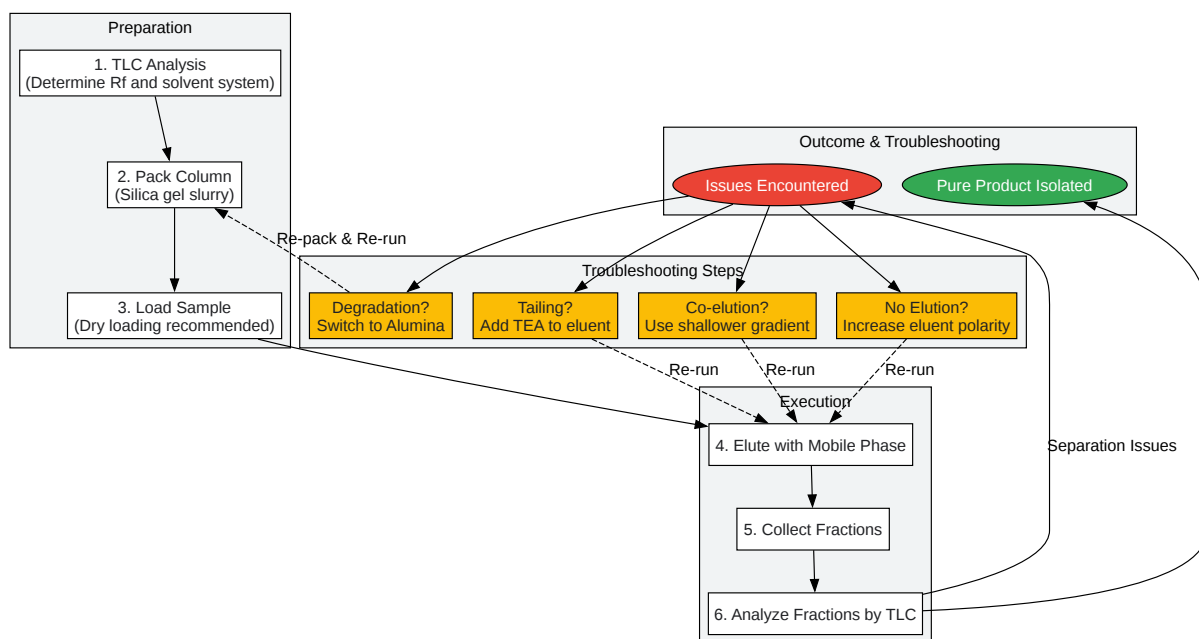 Preparation
1. TLC Analysis
(Determine Rf and solvent system)
2. Pack Column
(Silica gel slurry)
3. Load Sample
(Dry loading recommended)
Outcome & Troubleshooting
Issues Encountered
Pure Product Isolated
Re-pack & Re-run
Troubleshooting Steps
Degradation?
Switch to Alumina
Tailing?
Add TEA to eluent
Co-elution?
Use shallower gradient
No Elution?
Increase eluent polarity
Re-run
Re-run
Re-run
Execution
4. Elute with Mobile Phase
Separation Issues
5. Collect Fractions
6. Analyze Fractions by TLC